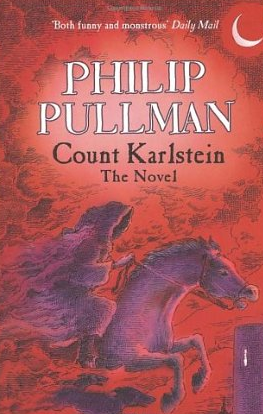 'Both funny and monstrous' Daily Mail
PHILIP
PULLMAN
Count Karlstein
The Novel